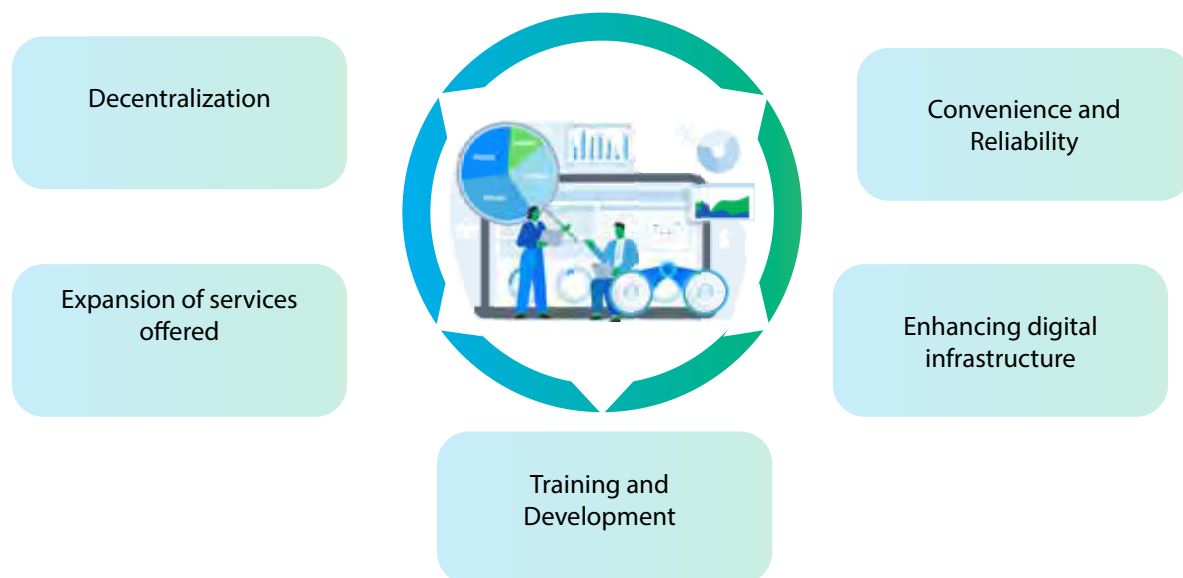 Decentralization
Convenience and
Reliability
Expansion of services
offered
Enhancing digital
infrastructure
Training and
Development